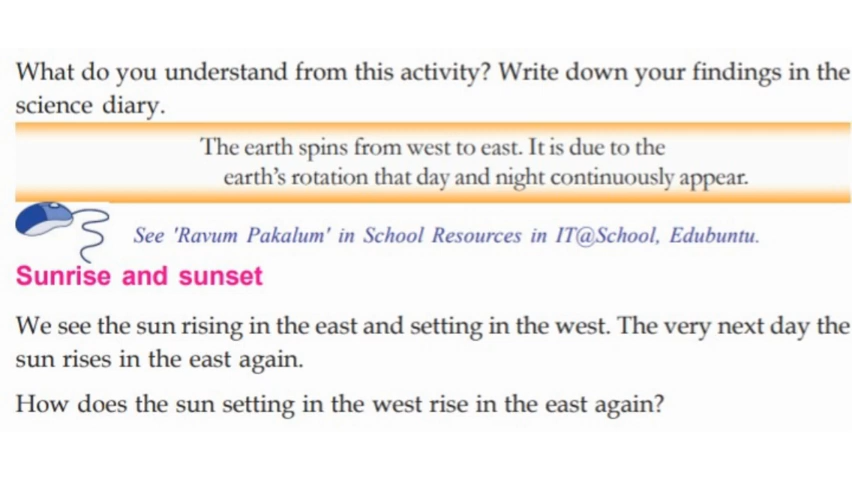 What do you understand from this activity? Write down your findings in the
science diary.
The earth spins from west to east. It is due to the
earth's rotation that day and night continuously appear.
See 'Ravum Pakalum' in School Resources in IT@School, Edubuntu.
Sunrise and sunset
We see the sun rising in the east and setting in the west. The very next day the
sun rises in the east again.
How does the sun setting in the west rise in the east again?